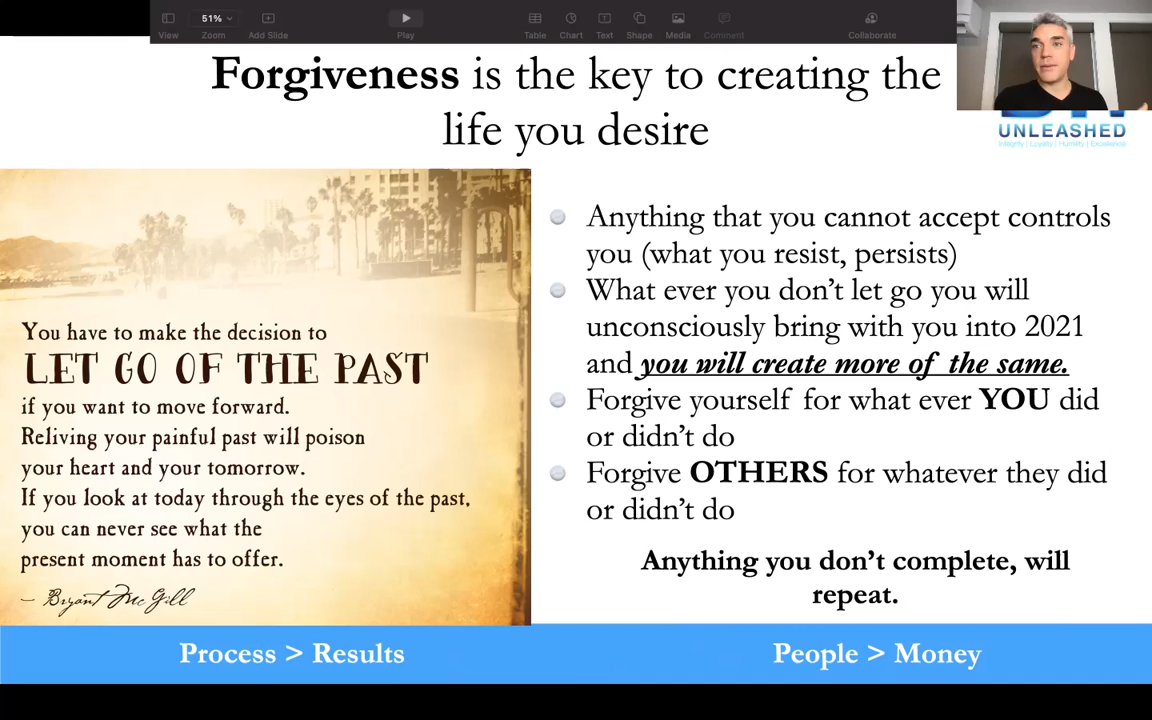 51%
View
Zoom
Add Slide
Play
Table
Chart
Text
Shape
Media
Comment
Collaborate
Forgiveness is the key to creating the
life you desire
UNLEASHED
Integrity | Loyalty | Humility | Excellence
You have to make the decision to
LET GO OF THE PAST
if you want to move forward.
Reliving your painful past will poison
your heart and your tomorrow.
If you look at today through the eyes of the past,
you can never see what the
present moment has to offer.
— Bryant McGill
Anything that you cannot accept controls
you (what you resist, persists)
What ever you don’t let go you will
unconsciously bring with you into 2021
and you will create more of the same.
Forgive yourself for what ever YOU did
or didn’t do
Forgive OTHERS for whatever they did
or didn’t do
Anything you don’t complete, will
repeat.
Process > Results
People > Money